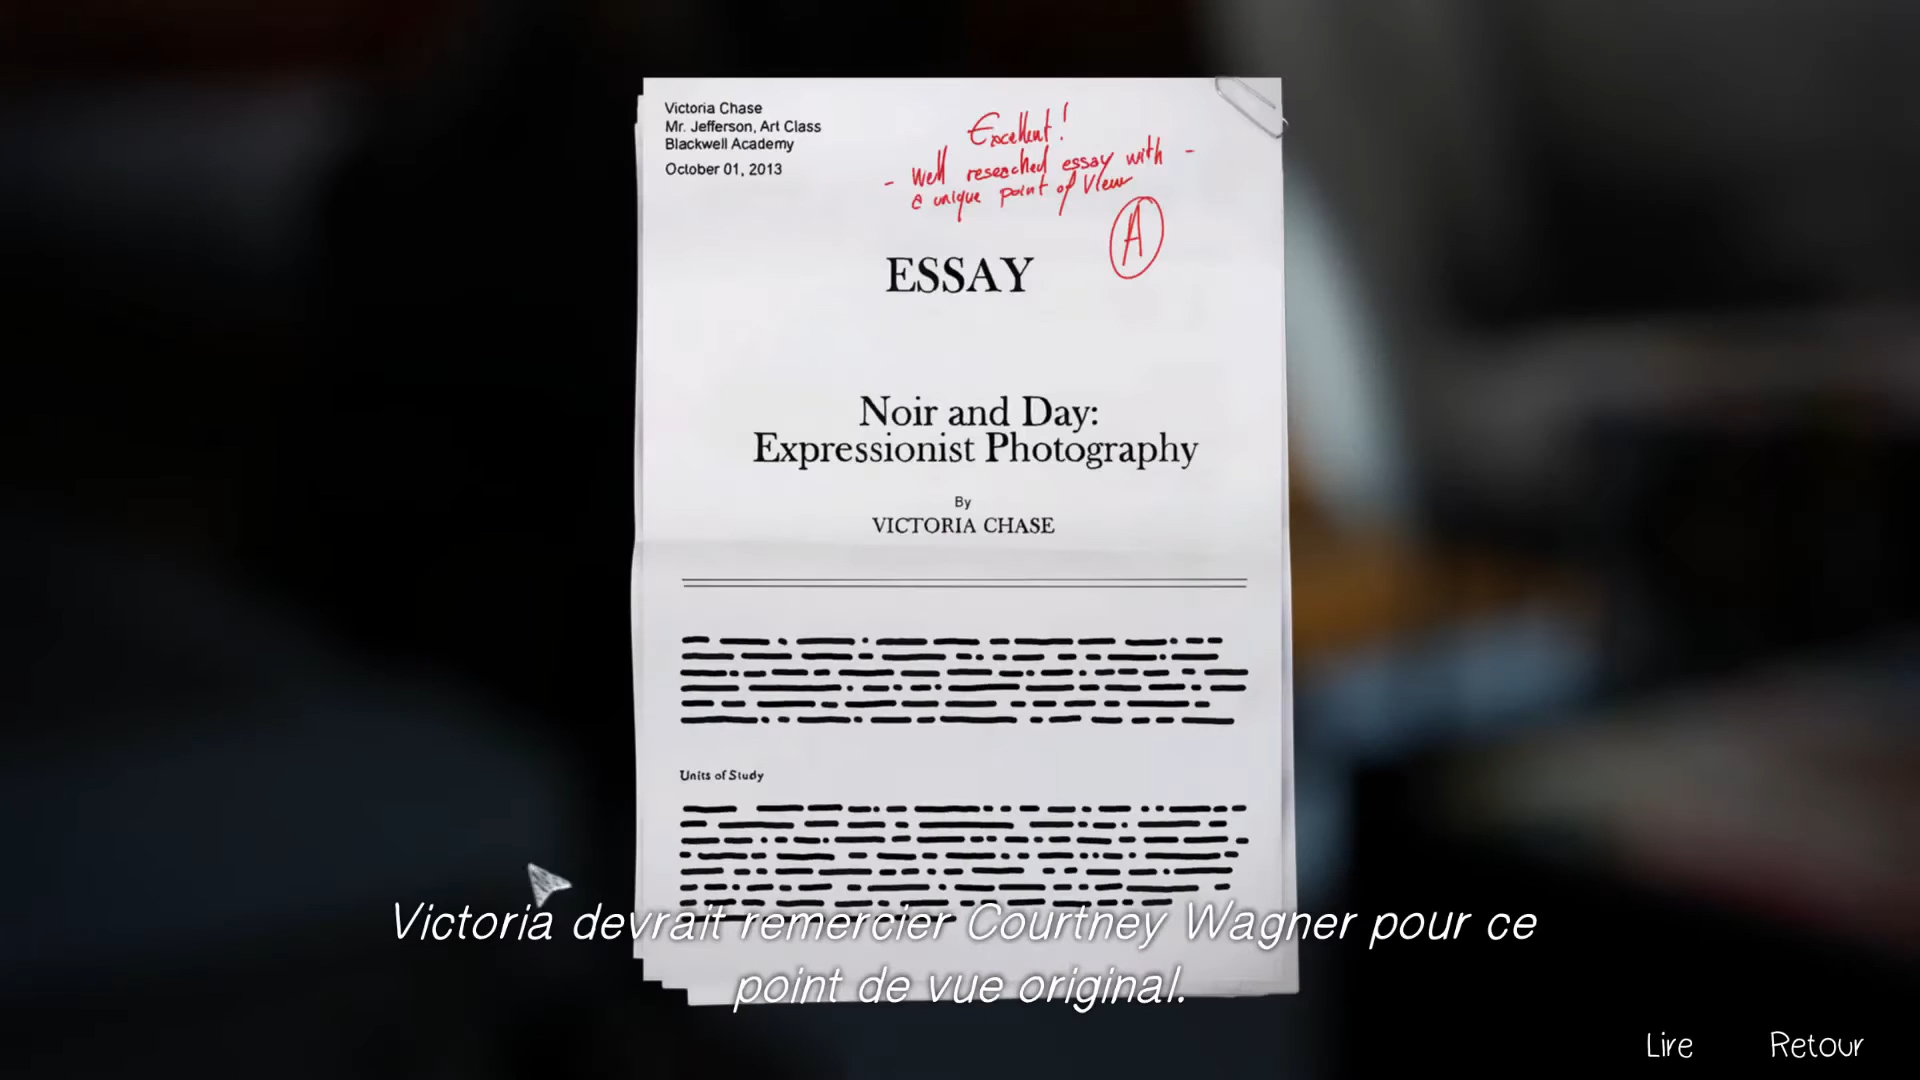 Victoria Chase
Mr. Jefferson, Art Class
Blackwell Academy
October 01, 2013
Excellent!
- Well reseached essay with -
a unique point of View
A
ESSAY
Noir and Day:
Expressionist Photography
By
VICTORIA CHASE
Units of Study
Victoria devrait remercier Courtney Wagner pour ce
point de vue original.
Lire Retour